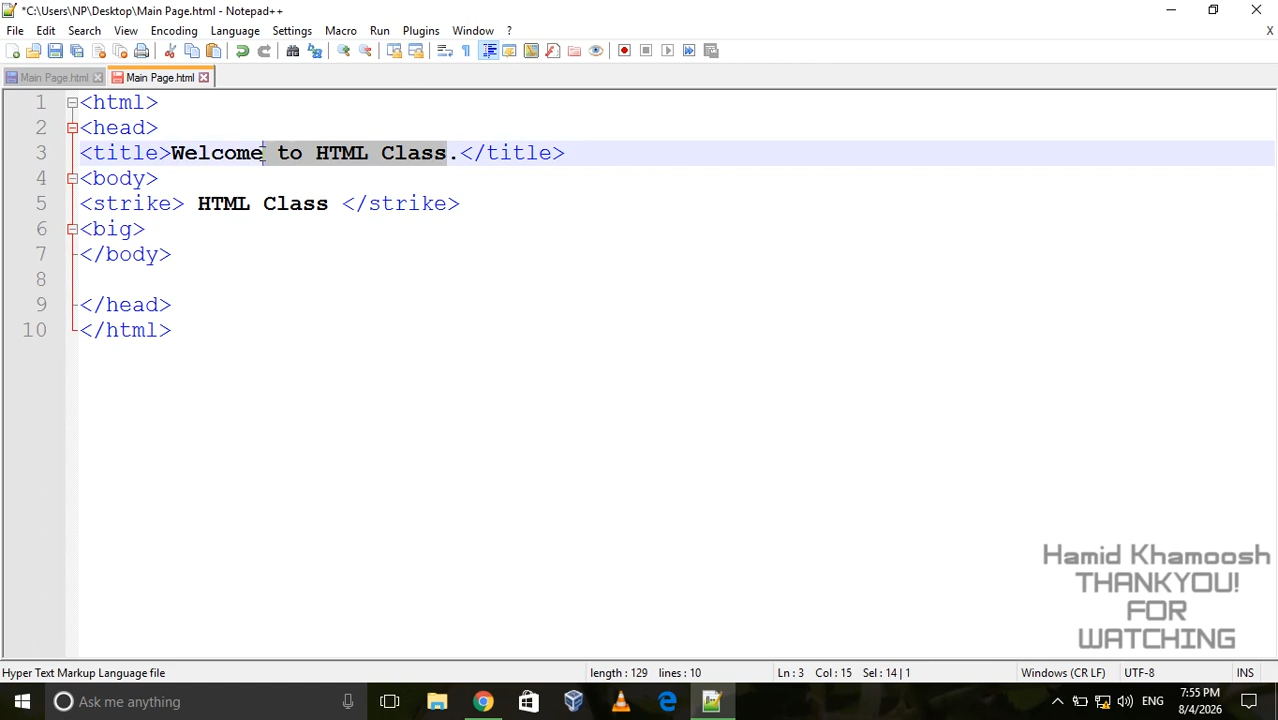 *C:\Users\NP\Desktop\Main Page.html - Notepad++
File Edit Search View Encoding Language Settings Macro Run Plugins Window ? X
Main Page.html Main Page.html
1 <html>
2 <head>
3 <title>Welcome to HTML Class.</title>
4 <body>
5 <strike> HTML Class </strike>
6 <big>
7 </body>
8
9 </head>
10 </html>
Hamid Khamoosh
THANKYOU!
FOR
WATCHING
Hyper Text Markup Language file length : 129 lines : 10 Ln : 3 Col : 15 Sel : 14 | 1 Windows (CR LF) UTF-8 INS
Ask me anything ENG 7:55 PM
8/4/2026